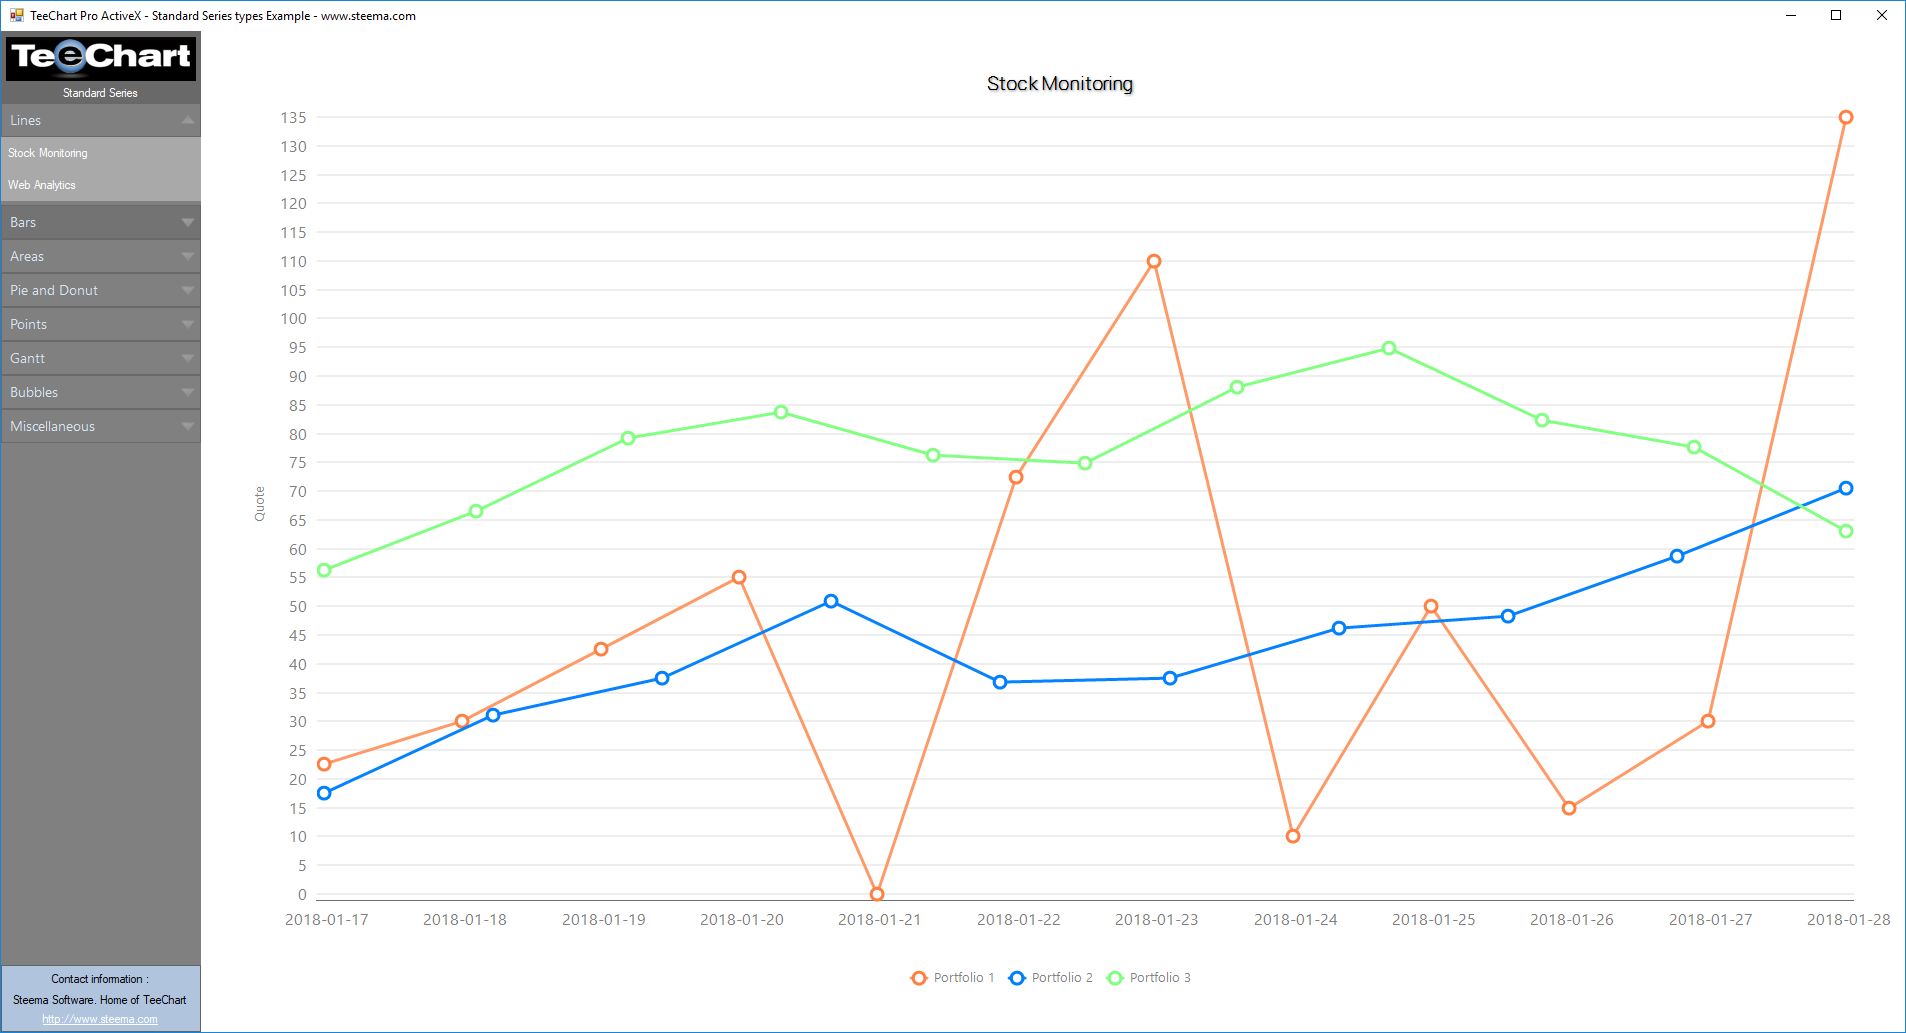 TeeChart Pro ActiveX - Standard Series types Example - www.steema.com
TeeChart
Standard Series
Lines
Stock Monitoring
Web Analytics
Bars
Areas
Pie and Donut
Points
Gantt
Bubbles
Miscellaneous
Contact information :
Steema Software. Home of TeeChart
http://www.steema.com
Stock Monitoring
Quote
135
130
125
120
115
110
105
100
95
90
85
80
75
70
65
60
55
50
45
40
35
30
25
20
15
10
5
0
2018-01-17 2018-01-18 2018-01-19 2018-01-20 2018-01-21 2018-01-22 2018-01-23 2018-01-24 2018-01-25 2018-01-26 2018-01-27 2018-01-28
Portfolio 1 Portfolio 2 Portfolio 3